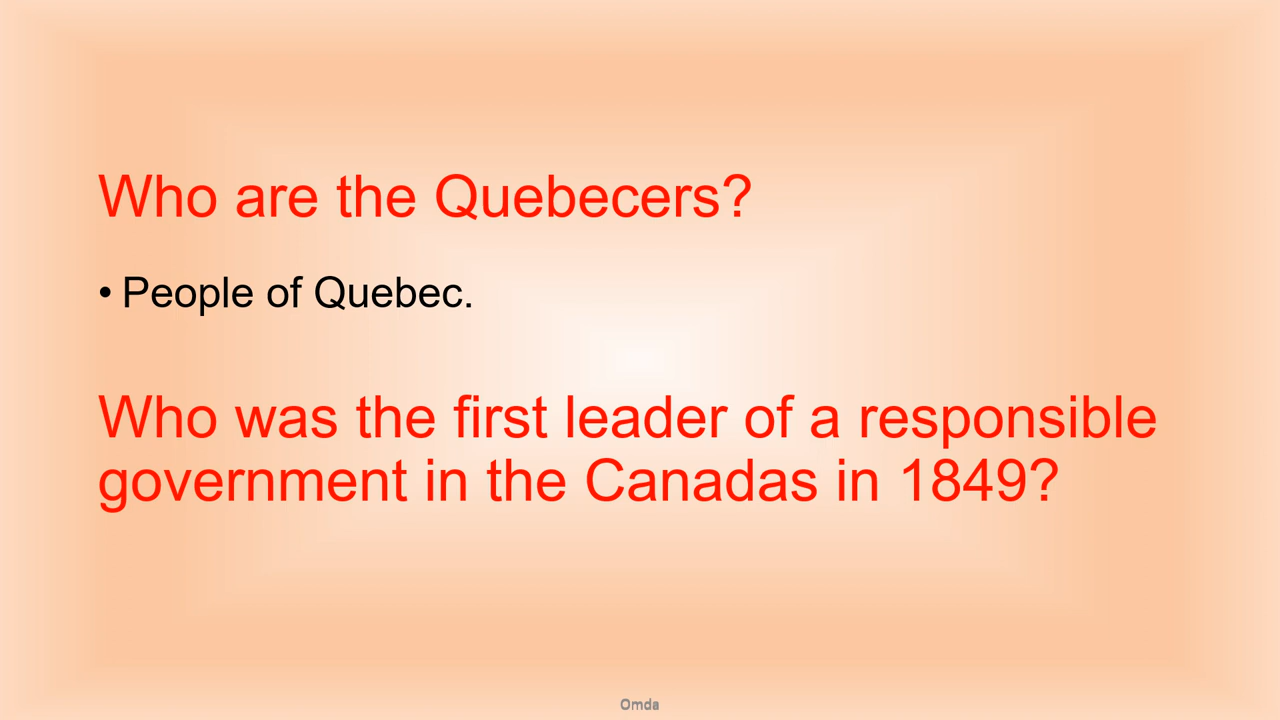 Who are the Quebecers?
• People of Quebec.
Who was the first leader of a responsible
government in the Canadas in 1849?
Omda